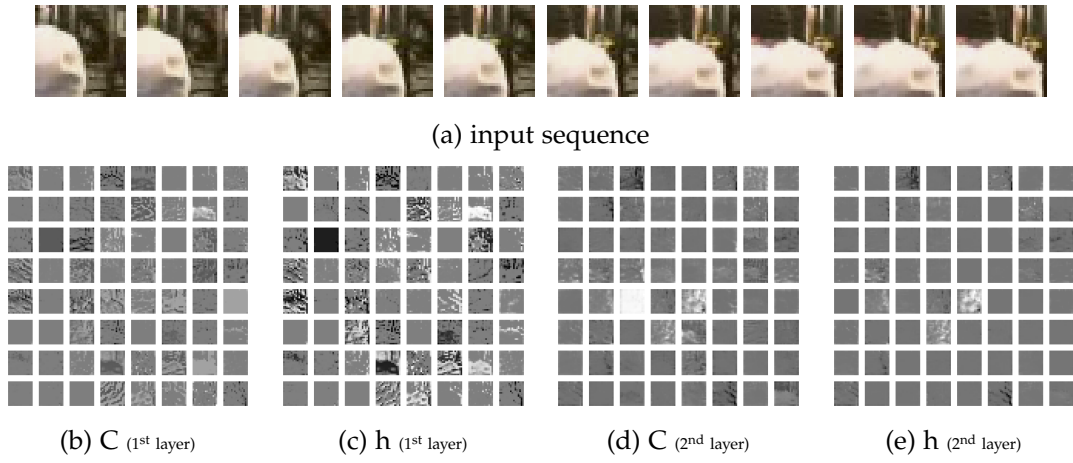 (a) input sequence
(b) C (1st layer)
(c) h (1st layer)
(d) C (2nd layer)
(e) h (2nd layer)